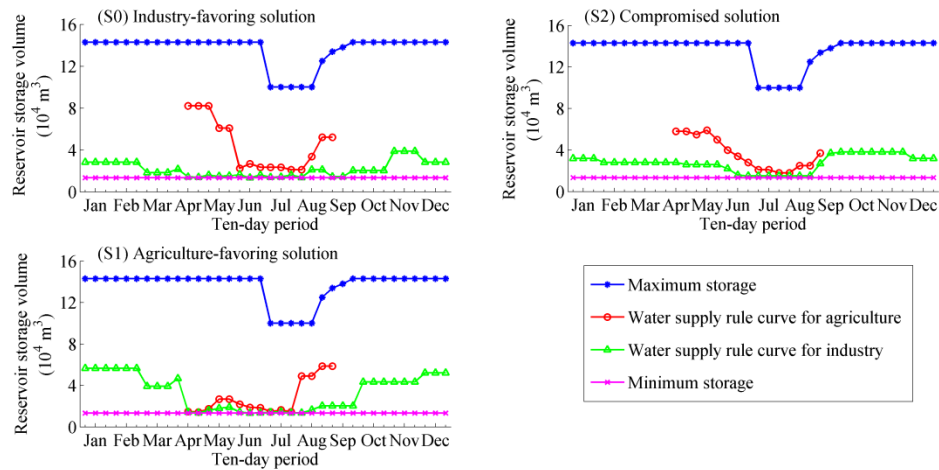 (S0) Industry-favoring solution
Reservoir storage volume
(10⁴ m³)
16
12
8
4
0
Jan Feb Mar Apr May Jun Jul Aug Sep Oct Nov Dec
Ten-day period
(S2) Compromised solution
Reservoir storage volume
(10⁴ m³)
16
12
8
4
0
Jan Feb Mar Apr May Jun Jul Aug Sep Oct Nov Dec
Ten-day period
(S1) Agriculture-favoring solution
Reservoir storage volume
(10⁴ m³)
16
12
8
4
0
Jan Feb Mar Apr May Jun Jul Aug Sep Oct Nov Dec
Ten-day period
Maximum storage
Water supply rule curve for agriculture
Water supply rule curve for industry
Minimum storage